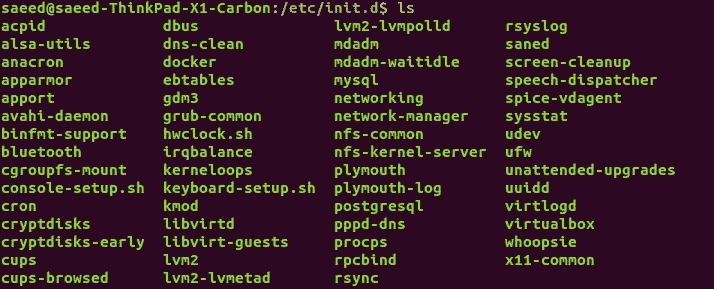 saeed@saeed-ThinkPad-X1-Carbon:/etc/init.d$ ls
acpid dbus lvm2-lvmpolld rsyslog
alsa-utils dns-clean mdadm saned
anacron docker mdadm-waitidle screen-cleanup
apparmor ebtables mysql speech-dispatcher
apport gdm3 networking spice-vdagent
avahi-daemon grub-common network-manager sysstat
binfmt-support hwclock.sh nfs-common udev
bluetooth irqbalance nfs-kernel-server ufw
cgroupfs-mount kerneloops plymouth unattended-upgrades
console-setup.sh keyboard-setup.sh plymouth-log uuidd
cron kmod postgresql virtlogd
cryptdisks libvirtd pppd-dns virtualbox
cryptdisks-early libvirt-guests procps whoopsie
cups lvm2 rpcbind x11-common
cups-browsed lvm2-lvmetad rsync